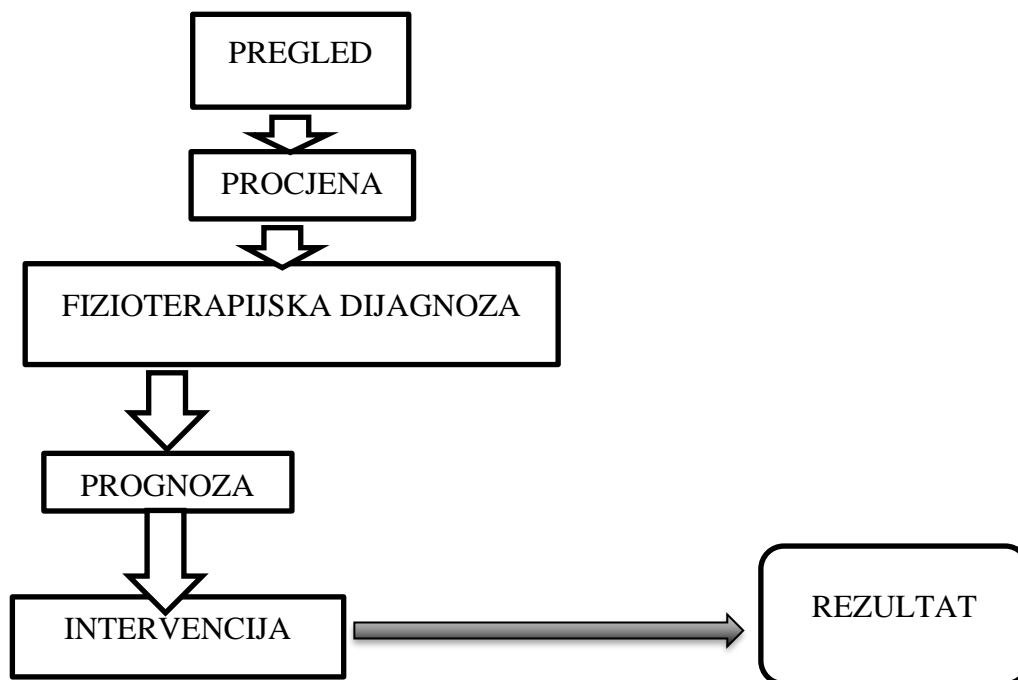 PREGLED
PROCJENA
FIZIOTERAPIJSKA DIJAGNOZA
PROGNOZA
INTERVENCIJA
REZULTAT